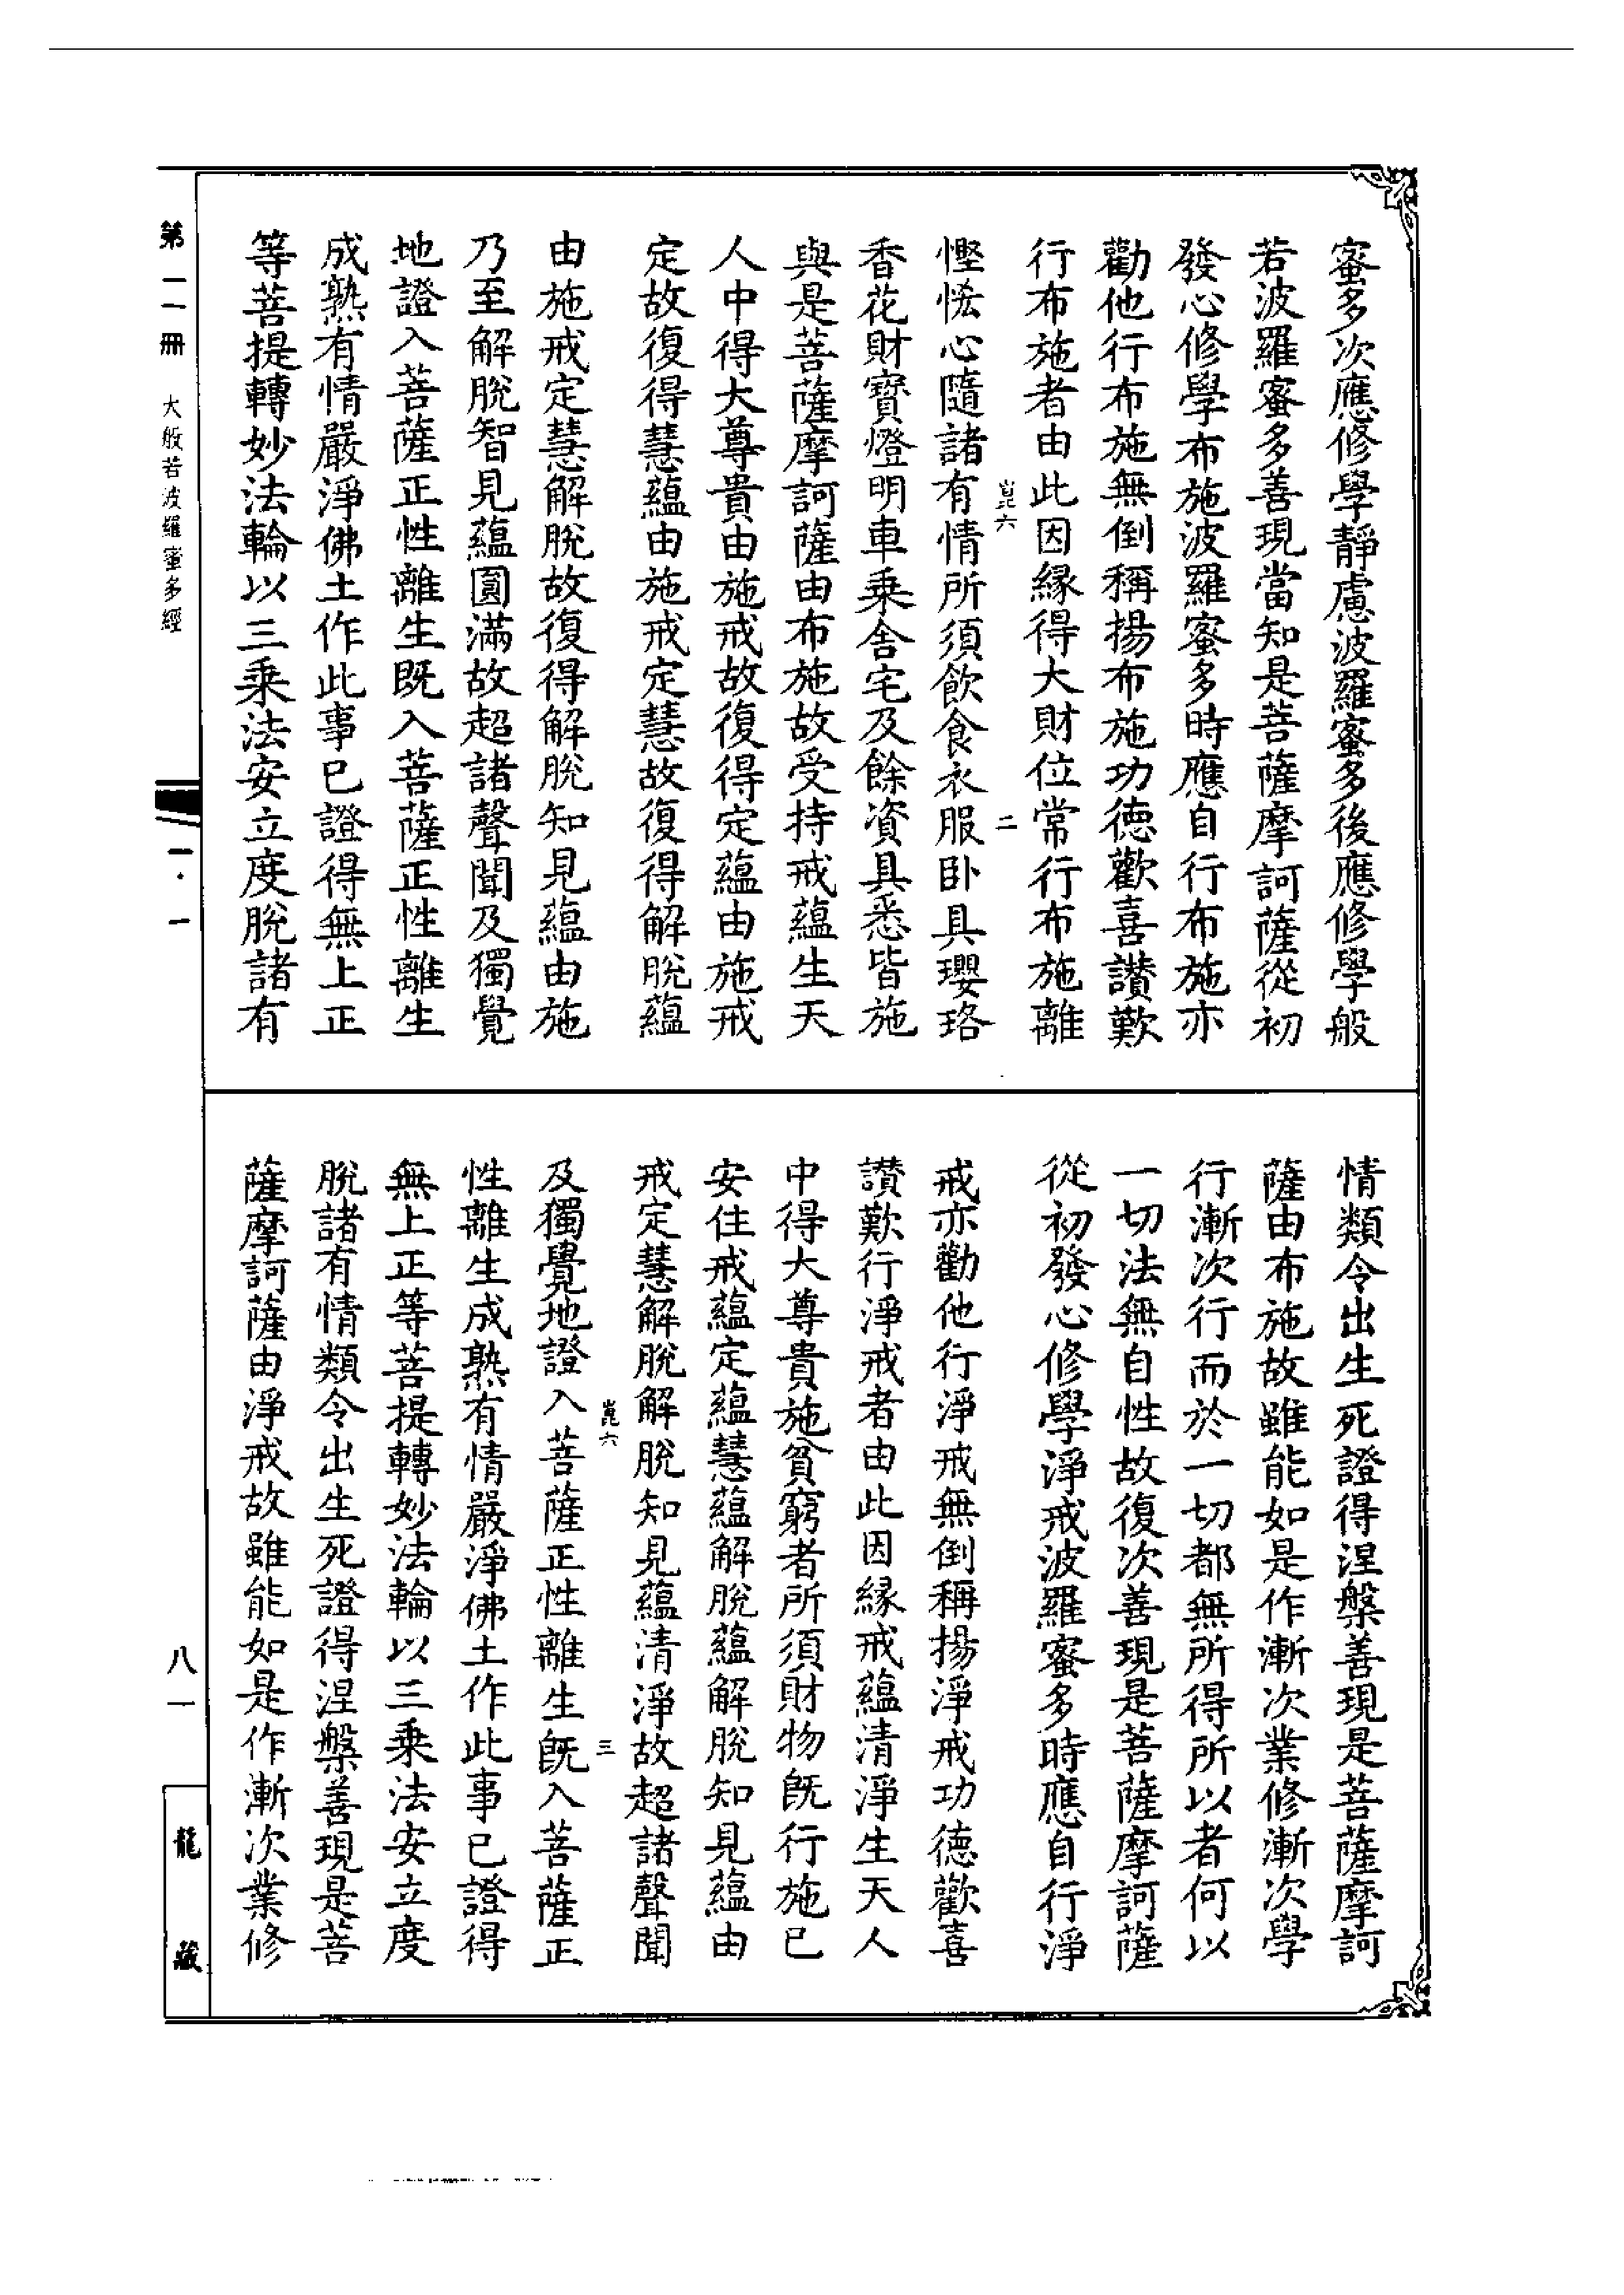 蜜多次應修學靜慮波羅蜜多後應修學般
若波羅蜜多善現當知是菩薩摩訶薩從初
發心修學布施波羅蜜多時應自行布施亦
勸他行布施無倒稱揚布施功德歡喜讚歎
行布施者由此因緣得大財位常行布施離
崑六 二
慳悋心隨諸有情所須飲食衣服卧具瓔珞
香花財寶燈明車乗舍宅及餘資具悉皆施
與是菩薩摩訶薩由布施故受持戒蘊生天
人中得大尊貴由施戒故復得定蘊由施戒
定故復得慧蘊由施戒定慧故復得解脫蘊
由施戒定慧解脫故復得解脫知見蘊由施
乃至解脫智見蘊圓滿故超諸聲聞及獨覺
地證入菩薩正性離生既入菩薩正性離生
成熟有情嚴淨佛土作此事已證得無上正
等菩提轉妙法輪以三乗法安立度脫諸有
情類令出生死證得涅槃善現是菩薩摩訶
薩由布施故雖能如是作漸次業修漸次學
行漸次行而於一切都無所得所以者何以
一切法無自性故復次善現是菩薩摩訶薩
從初發心修學淨戒波羅蜜多時應自行淨
戒亦勸他行淨戒無倒稱揚淨戒功德歡喜
讚歎行淨戒者由此因緣戒蘊清淨生天人
中得大尊貴施貧窮者所須財物既行施已
安住戒蘊定蘊慧蘊解脫蘊解脫知見蘊由
戒定慧解脫解脫知見蘊清淨故超諸聲聞
崑六 三
及獨覺地證入菩薩正性離生既入菩薩正
性離生成熟有情嚴淨佛土作此事已證得
無上正等菩提轉妙法輪以三乗法安立度
脫諸有情類令出生死證得涅槃善現是菩
薩摩訶薩由淨戒故雖能如是作漸次業修
第一一冊 大般若波羅蜜多經
一·一
八一
龍藏